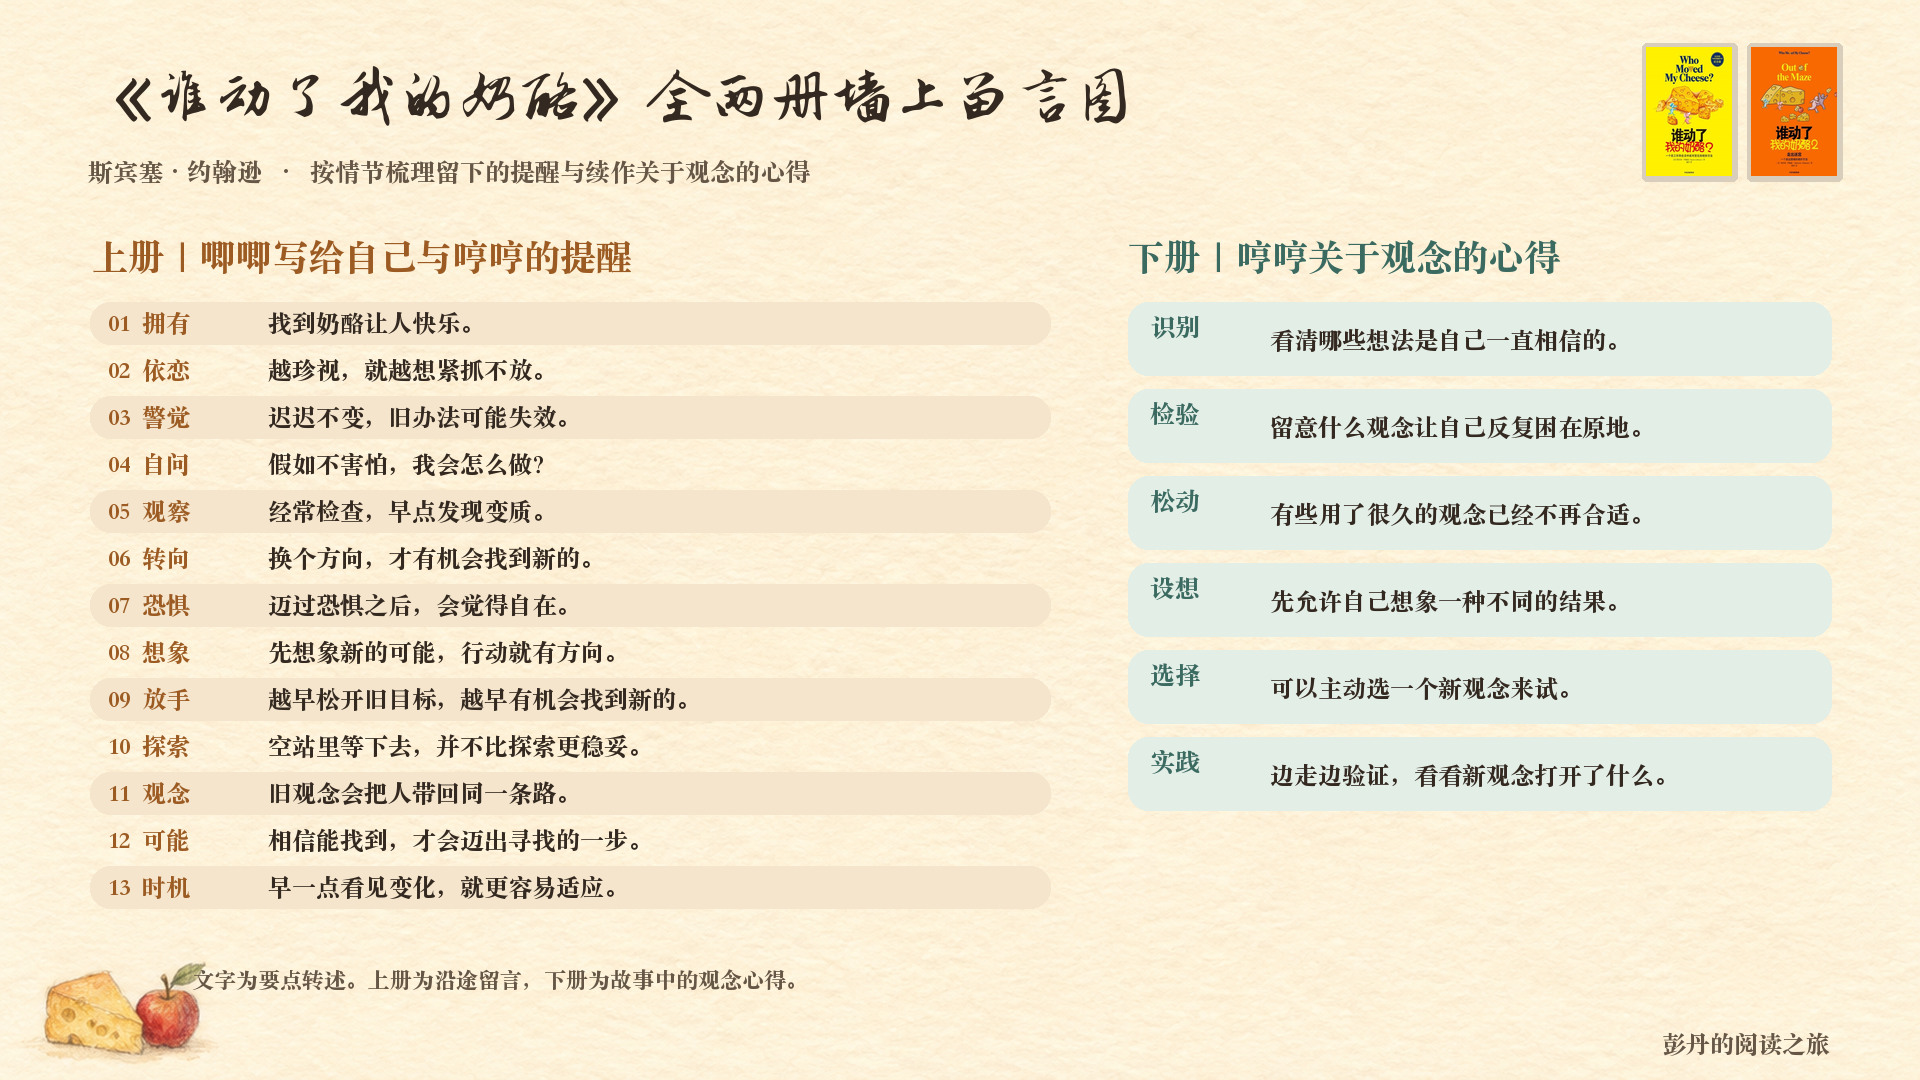 《谁动了我的奶酪》全两册墙上留言图
斯宾塞·约翰逊 · 按情节梳理留下的提醒与续作关于观念的心得
Who
Moved
My Cheese?
谁动了
我的奶酪?
Out of
the Maze
谁动了
我的奶酪2
上册｜唧唧写给自己与哼哼的提醒
01 拥有 找到奶酪让人快乐。
02 依恋 越珍视，就越想紧抓不放。
03 警觉 迟迟不变，旧办法可能失效。
04 自问 假如不害怕，我会怎么做？
05 观察 经常检查，早点发现变质。
06 转向 换个方向，才有机会找到新的。
07 恐惧 迈过恐惧之后，会觉得自在。
08 想象 先想象新的可能，行动就有方向。
09 放手 越早松开旧目标，越早有机会找到新的。
10 探索 空站里等下去，并不比探索更稳妥。
11 观念 旧观念会把人带回同一条路。
12 可能 相信能找到，才会迈出寻找的一步。
13 时机 早一点看见变化，就更容易适应。
下册｜哼哼关于观念的心得
识别 看清哪些想法是自己一直相信的。
检验 留意什么观念让自己反复困在原地。
松动 有些用了很久的观念已经不再合适。
设想 先允许自己想象一种不同的结果。
选择 可以主动选一个新观念来试。
实践 边走边验证，看看新观念打开了什么。
文字为要点转述。上册为沿途留言，下册为故事中的观念心得。
彭丹的阅读之旅